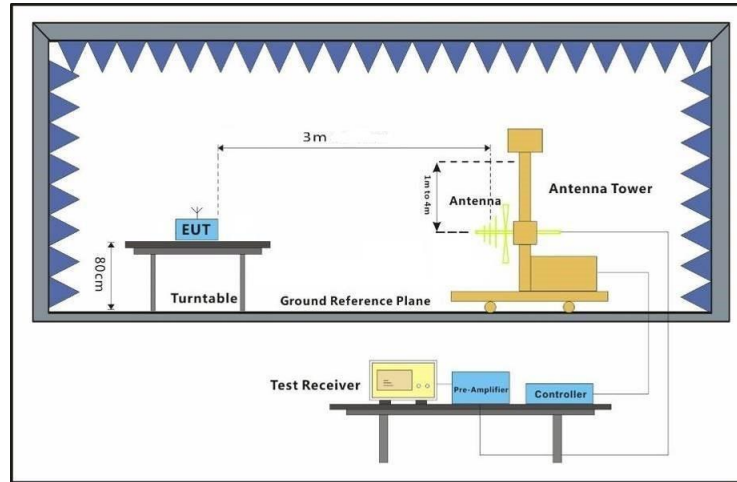 3m
1m to 4m
Antenna
Antenna Tower
EUT
80cm
Turntable
Ground Reference Plane
Test Receiver
Pre-Amplifier
Controller